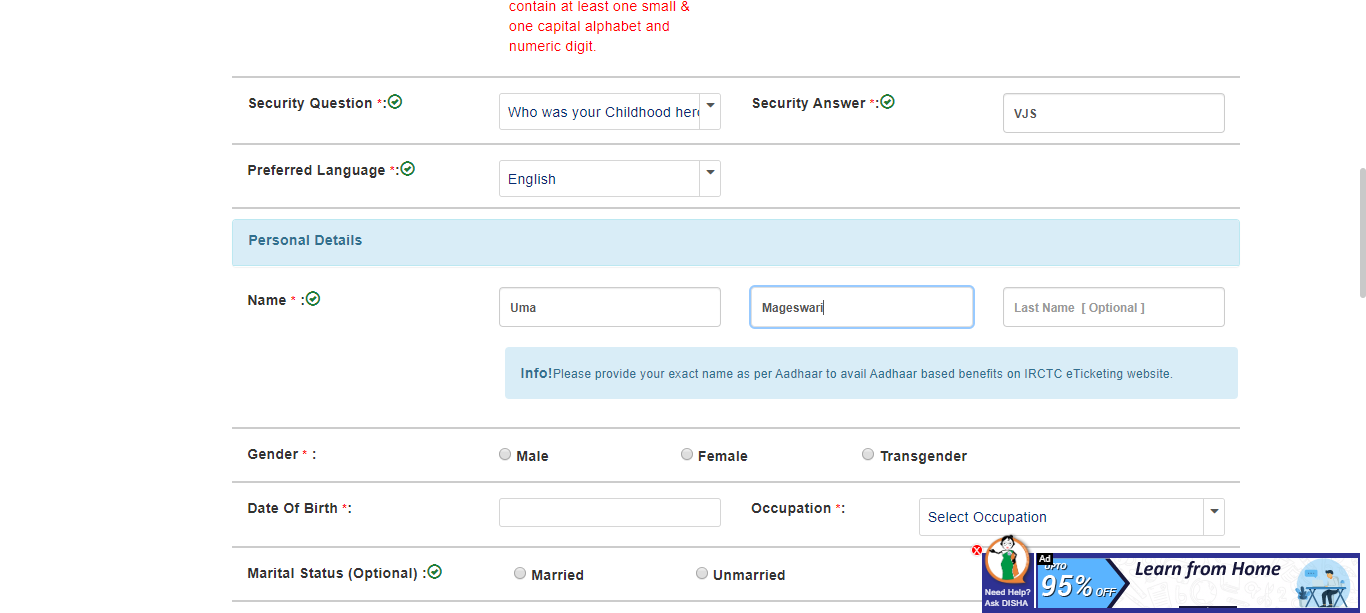 contain at least one small &
one capital alphabet and
numeric digit.
Security Question *: Who was your Childhood her Security Answer *: VJS
Preferred Language *: English
Personal Details
Name * : Uma Mageswari Last Name [ Optional ]
Info!Please provide your exact name as per Aadhaar to avail Aadhaar based benefits on IRCTC eTicketing website.
Gender * : Male Female Transgender
Date Of Birth *: Occupation *: Select Occupation
Marital Status (Optional) : Married Unmarried
X
Need Help?
Ask DISHA
Ad
UPTO
95% OFF
Learn from Home